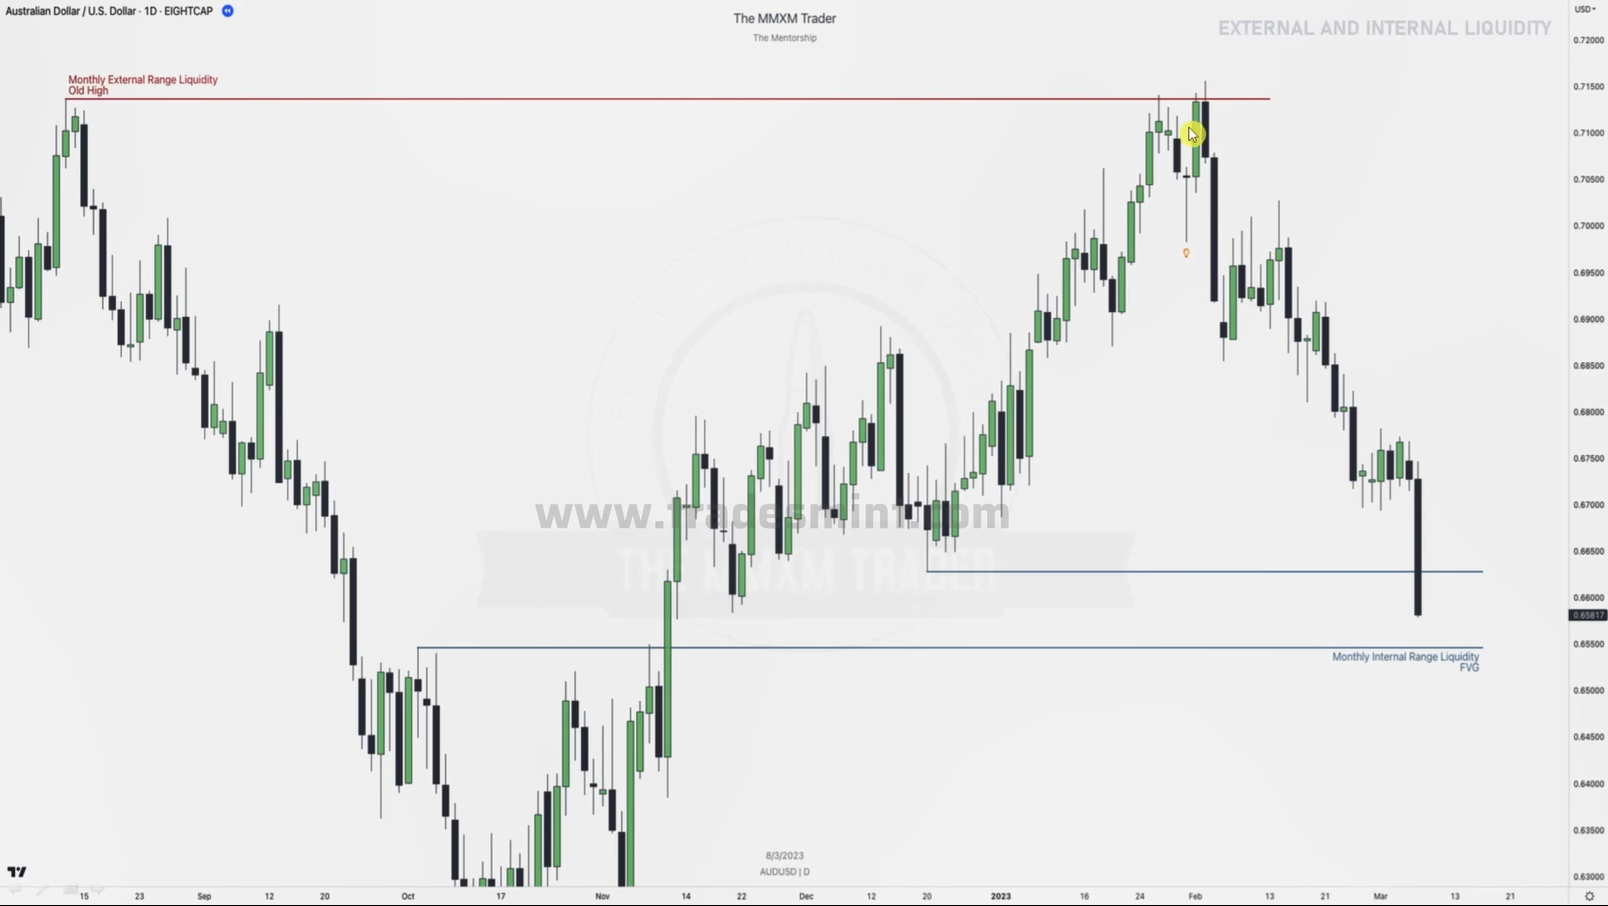 Australian Dollar / U.S. Dollar · 1D · EIGHTCAP
The MMXM Trader
The Mentorship
EXTERNAL AND INTERNAL LIQUIDITY
USD
Monthly External Range Liquidity
Old High
0.72000
0.71500
0.71000
0.70500
0.70000
0.69500
0.69000
0.68500
0.68000
0.67500
0.67000
0.66500
0.66000
0.65817
0.65500
0.65000
0.64500
0.64000
0.63500
0.63000
www.tradesmint.com
THE MMXM TRADER
Monthly Internal Range Liquidity
FVG
8/3/2023
AUDUSD | D
15 23 Sep 12 20 Oct 17 Nov 14 22 Dec 12 20 2023 16 24 Feb 13 21 Mar 13 21